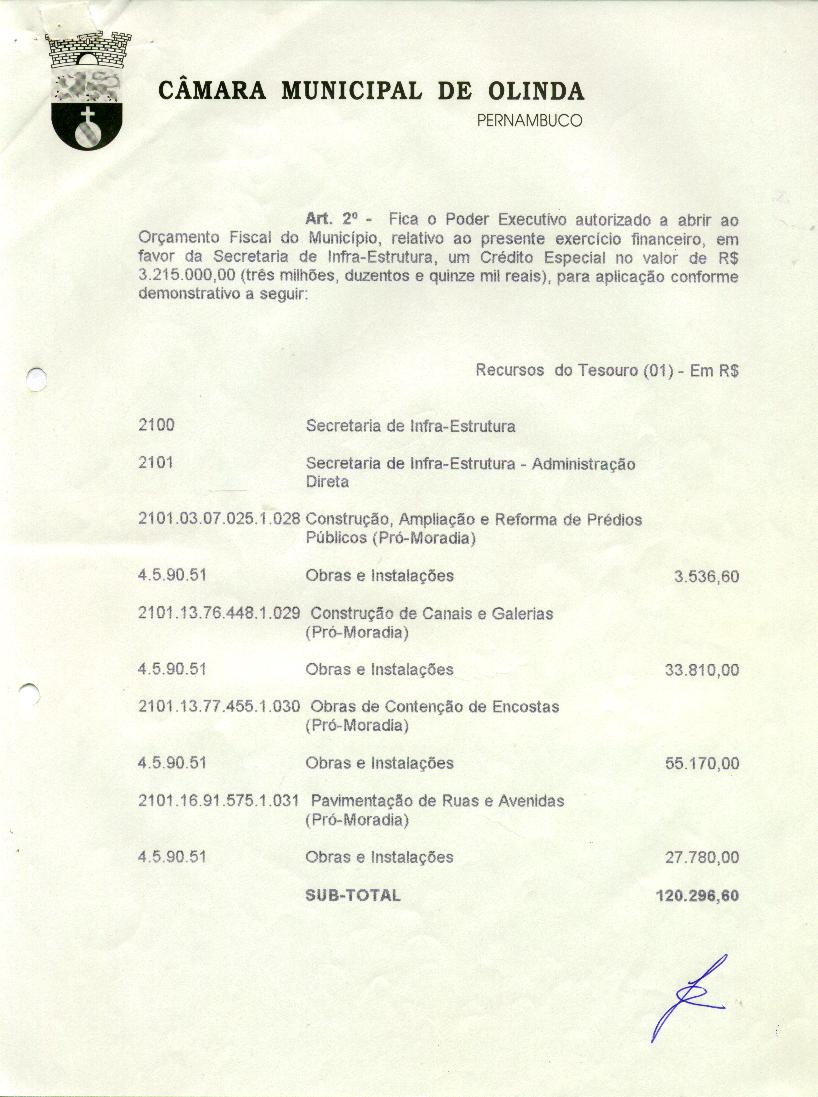 CÂMARA MUNICIPAL DE OLINDA
PERNAMBUCO
Art. 2º - Fica o Poder Executivo autorizado a abrir ao
Orçamento Fiscal do Município, relativo ao presente exercício financeiro, em
favor da Secretaria de Infra-Estrutura, um Crédito Especial no valor de R$
3.215.000,00 (três milhões, duzentos e quinze mil reais), para aplicação conforme
demonstrativo a seguir:
Recursos do Tesouro (01) - Em R$
2100 Secretaria de Infra-Estrutura
2101 Secretaria de Infra-Estrutura - Administração
Direta
2101.03.07.025.1.028 Construção, Ampliação e Reforma de Prédios
Públicos (Pró-Moradia)
4.5.90.51 Obras e Instalações 3.536,60
2101.13.76.448.1.029 Construção de Canais e Galerias
(Pró-Moradia)
4.5.90.51 Obras e Instalações 33.810,00
2101.13.77.455.1.030 Obras de Contenção de Encostas
(Pró-Moradia)
4.5.90.51 Obras e Instalações 55.170,00
2101.16.91.575.1.031 Pavimentação de Ruas e Avenidas
(Pró-Moradia)
4.5.90.51 Obras e Instalações 27.780,00
SUB-TOTAL 120.296,60